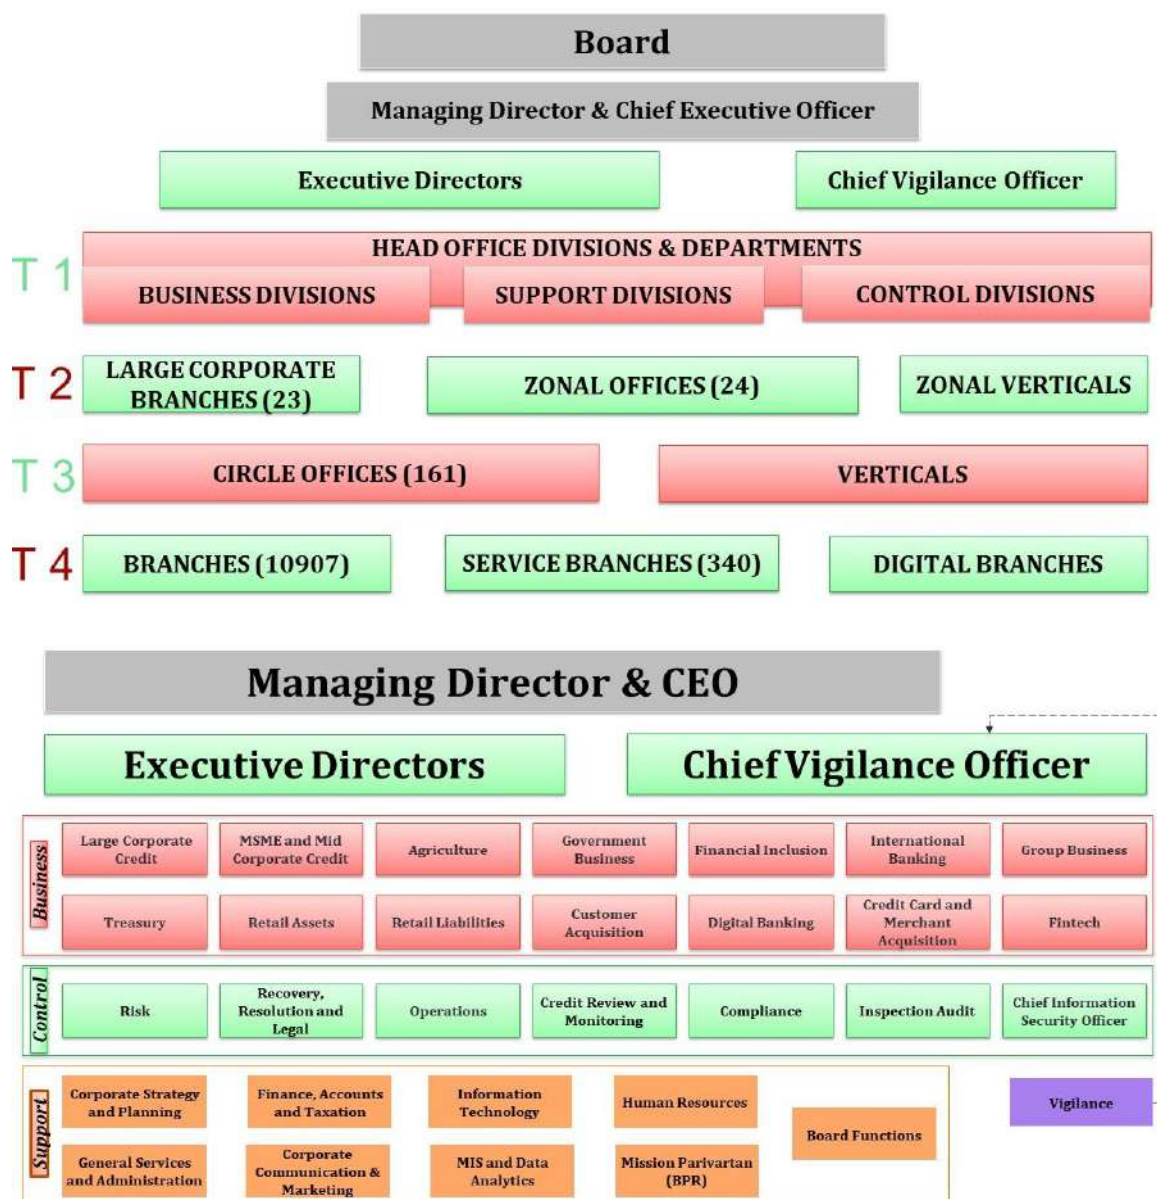 Board
Managing Director & Chief Executive Officer
Executive Directors
Chief Vigilance Officer
T 1
HEAD OFFICE DIVISIONS & DEPARTMENTS
BUSINESS DIVISIONS
SUPPORT DIVISIONS
CONTROL DIVISIONS
T 2
LARGE CORPORATE
BRANCHES (23)
ZONAL OFFICES (24)
ZONAL VERTICALS
T 3
CIRCLE OFFICES (161)
VERTICALS
T 4
BRANCHES (10907)
SERVICE BRANCHES (340)
DIGITAL BRANCHES
Managing Director & CEO
Executive Directors
Chief Vigilance Officer
Business
Large Corporate
Credit
MSME and Mid
Corporate Credit
Agriculture
Government
Business
Financial Inclusion
International
Banking
Group Business
Treasury
Retail Assets
Retail Liabilities
Customer
Acquisition
Digital Banking
Credit Card and
Merchant
Acquisition
Fintech
Control
Risk
Recovery,
Resolution and
Legal
Operations
Credit Review and
Monitoring
Compliance
Inspection Audit
Chief Information
Security Officer
Support
Corporate Strategy
and Planning
Finance, Accounts
and Taxation
Information
Technology
Human Resources
Board Functions
Vigilance
General Services
and Administration
Corporate
Communication &
Marketing
MIS and Data
Analytics
Mission Parivartan
(BPR)